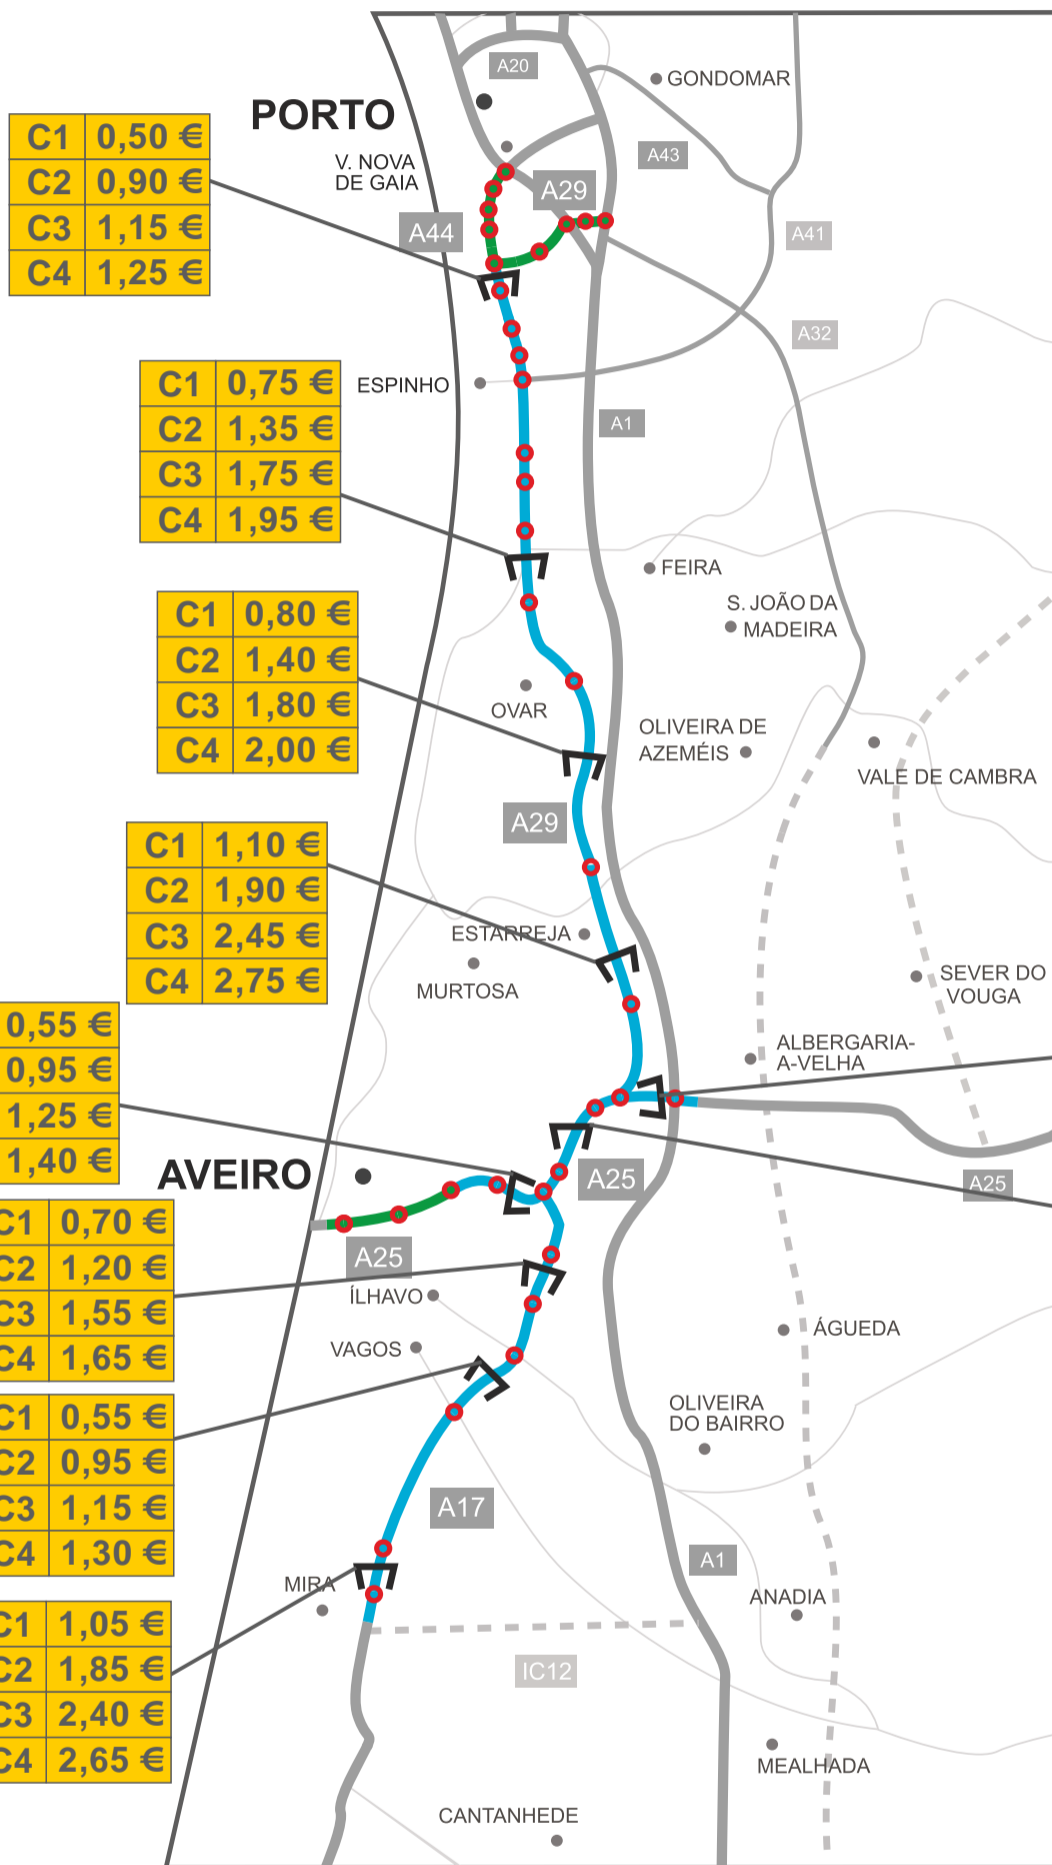 A20
GONDOMAR
PORTO
C1 0,50 €
C2 0,90 €
C3 1,15 €
C4 1,25 €
V. NOVA
DE GAIA
A43
A29
A44
A41
A32
ESPINHO
C1 0,75 €
C2 1,35 €
C3 1,75 €
C4 1,95 €
A1
FEIRA
S. JOÃO DA
MADEIRA
C1 0,80 €
C2 1,40 €
C3 1,80 €
C4 2,00 €
OVAR
OLIVEIRA DE
AZEMÉIS
VALE DE CAMBRA
A29
C1 1,10 €
C2 1,90 €
C3 2,45 €
C4 2,75 €
ESTARREJA
MURTOSA
SEVER DO
VOUGA
ALBERGARIA-
A-VELHA
0,55 €
0,95 €
1,25 €
1,40 €
AVEIRO
A25
A25
A25
C1 0,70 €
C2 1,20 €
C3 1,55 €
C4 1,65 €
ÍLHAVO
VAGOS
ÁGUEDA
C1 0,55 €
C2 0,95 €
C3 1,15 €
C4 1,30 €
OLIVEIRA
DO BAIRRO
A17
A1
MIRA
ANADIA
C1 1,05 €
C2 1,85 €
C3 2,40 €
C4 2,65 €
IC12
MEALHADA
CANTANHEDE